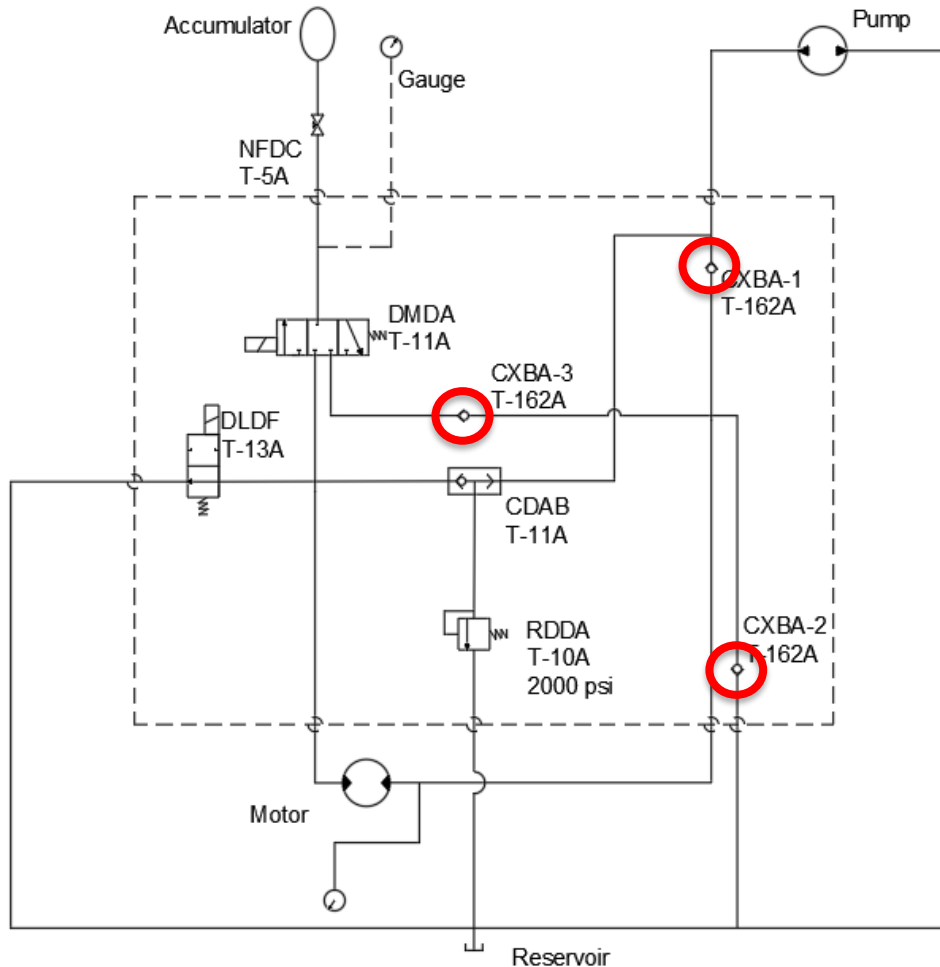 Accumulator
Pump
Gauge
NFDC
T-5A
CXBA-1
T-162A
DMDA
T-11A
CXBA-3
T-162A
DLDF
T-13A
CDAB
T-11A
RDDA
T-10A
2000 psi
CXBA-2
T-162A
Motor
Reservoir